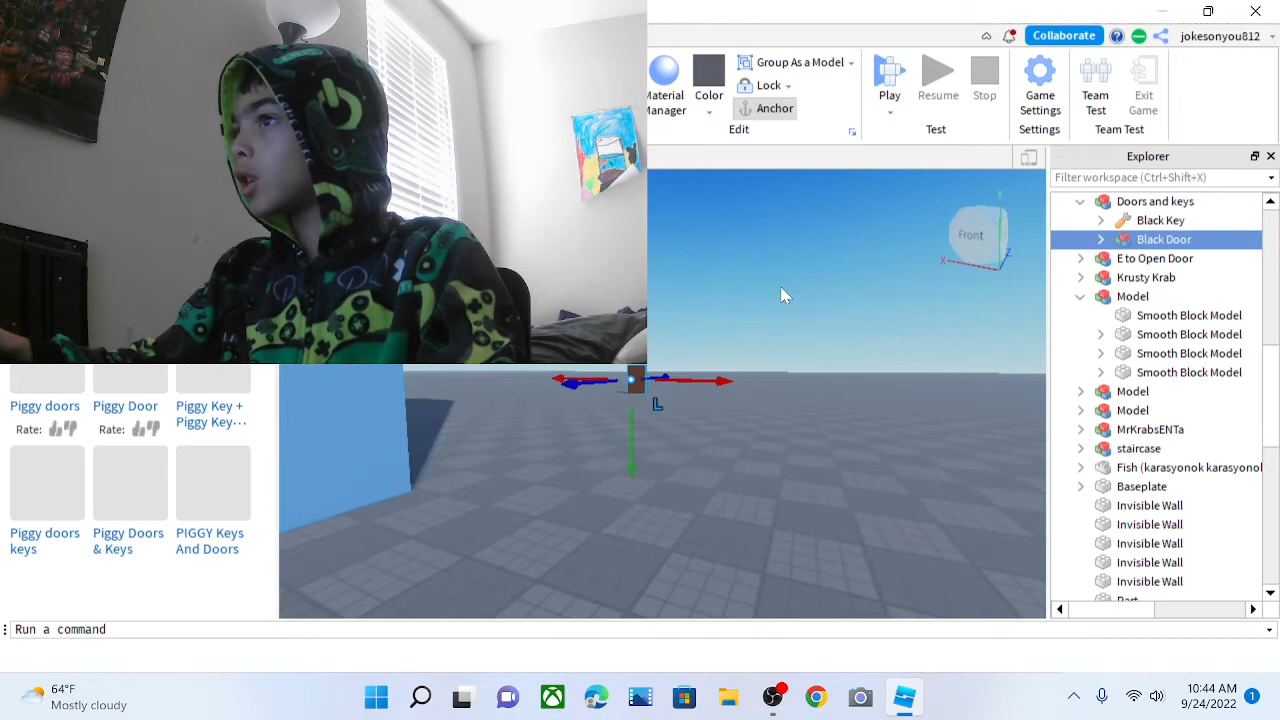 Collaborate
jokesonyou812
Material
Manager
Color
Group As a Model
Lock
Anchor
Edit
Play
Resume
Stop
Test
Game
Settings
Settings
Team
Test
Exit
Game
Team Test
Explorer
Filter workspace (Ctrl+Shift+X)
Doors and keys
Black Key
Black Door
E to Open Door
Krusty Krab
Model
Smooth Block Model
Smooth Block Model
Smooth Block Model
Smooth Block Model
Model
Model
MrKrabsENTa
staircase
Fish (karasyonok karasyonol
Baseplate
Invisible Wall
Invisible Wall
Invisible Wall
Invisible Wall
Invisible Wall
Part
Front
Y
X
Z
L
Piggy doors
Piggy Door
Piggy Key +
Piggy Key...
Rate:
Rate:
Piggy doors
keys
Piggy Doors
& Keys
PIGGY Keys
And Doors
Run a command
64°F
Mostly cloudy
10:44 AM
9/24/2022
1